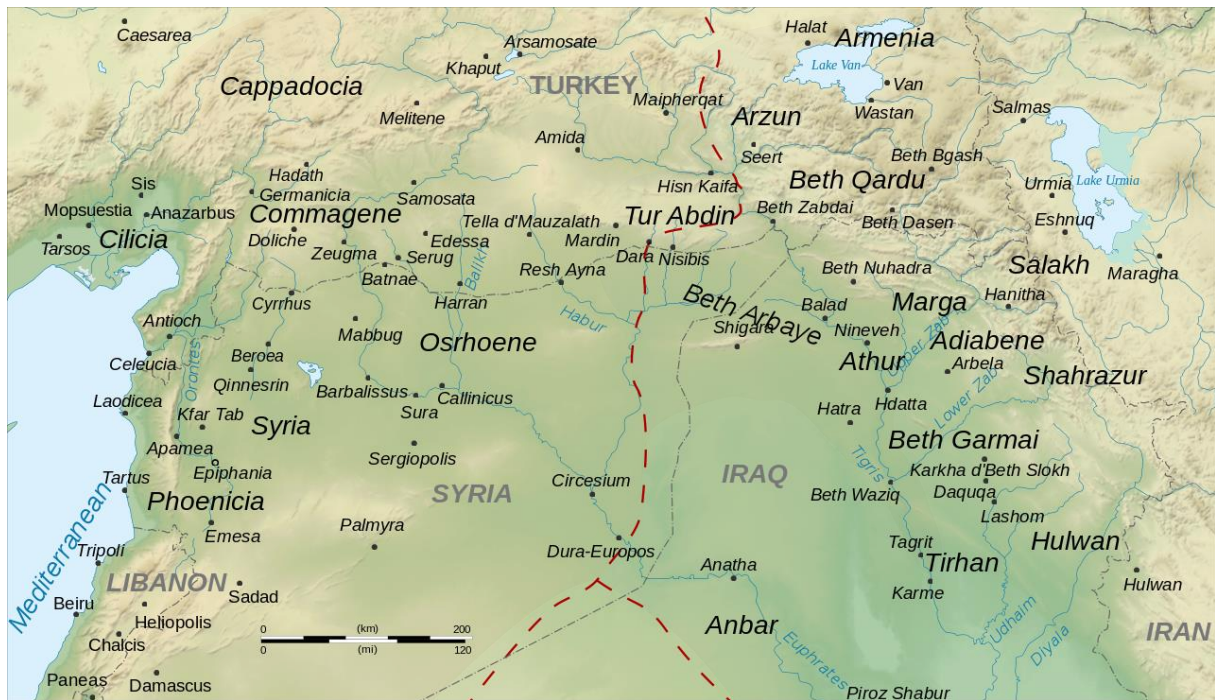 Caesarea
Arsamosate
Khaput
Halat
Armenia
Lake Van
Cappadocia
TURKEY
Van
Maipherqat
Wastan
Salmas
Melitene
Arzun
Amida
Seert
Beth Bgash
Hadath
Hisn Kaifa
Beth Qardu
Urmia
Lake Urmia
Sis
Germanicia
Samosata
Mopsuestia
Anazarbus
Commagene
Tella d'Mauzalath
Tur Abdin
Beth Zabdai
Beth Dasen
Eshnuq
Tarsos
Cilicia
Doliche
Edessa
Mardin
Zeugma
Serug
Dara
Nisibis
Batnae
Balikh
Resh Ayna
Beth Nuhadra
Salakh
Maragha
Cyrrhus
Harran
Beth Arbaye
Marga
Hanitha
Antioch
Mabbug
Habur
Balad
Shigara
Nineveh
Upper Zab
Osrhoene
Adiabene
Celeucia
Beroea
Athur
Arbela
Orontes
Qinnesrin
Shahrazur
Barbalissus
Callinicus
Lower Zab
Laodicea
Kfar Tab
Sura
Hatra
Hdatta
Syria
Apamea
Sergiopolis
Beth Garmai
Epiphania
Tigris
Karkha d'Beth Slokh
Tartus
Circesium
IRAQ
Phoenicia
SYRIA
Beth Waziq
Daquqa
Lashom
Mediterranean
Emesa
Palmyra
Tripoli
Dura-Europos
Tagrit
Hulwan
Anatha
Tirhan
LIBANON
Sadad
Karme
Hulwan
Beiru
Heliopolis
Anbar
Udhaim
Diyala
IRAN
Chalcis
0 (km) 200
0 (mi) 120
Euphrates
Paneas
Damascus
Piroz Shabur